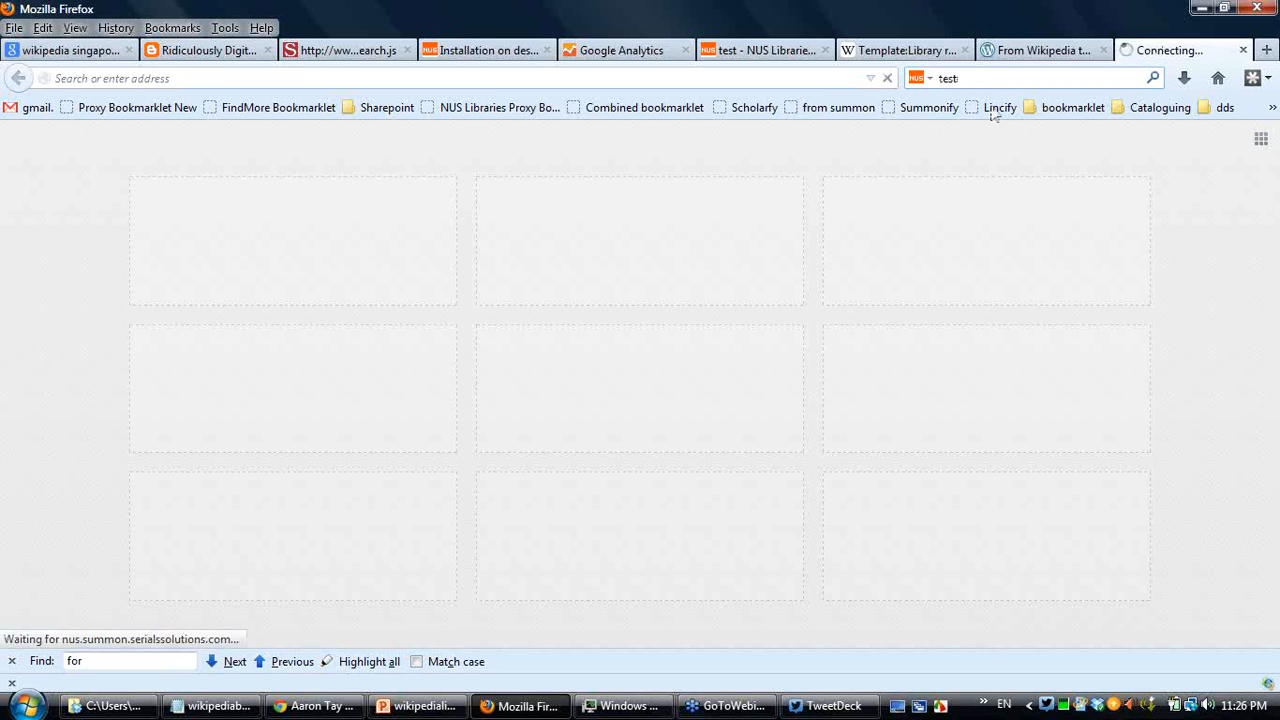 Mozilla Firefox
File Edit View History Bookmarks Tools Help
wikipedia singapo... Ridiculously Digit... http://ww...earch.js Installation on des... Google Analytics test - NUS Librarie... Template:Library r... From Wikipedia t... Connecting...
Search or enter address NUS test
gmail. Proxy Bookmarklet New FindMore Bookmarklet Sharepoint NUS Libraries Proxy Bo... Combined bookmarklet Scholarfy from summon Summonify Lincify bookmarklet Cataloguing dds »
Waiting for nus.summon.serialssolutions.com...
Find: for Next Previous Highlight all Match case
C:\Users\... wikipediab... Aaron Tay ... wikipediali... Mozilla Fir... Windows ... GoToWebi... TweetDeck » EN 11:26 PM